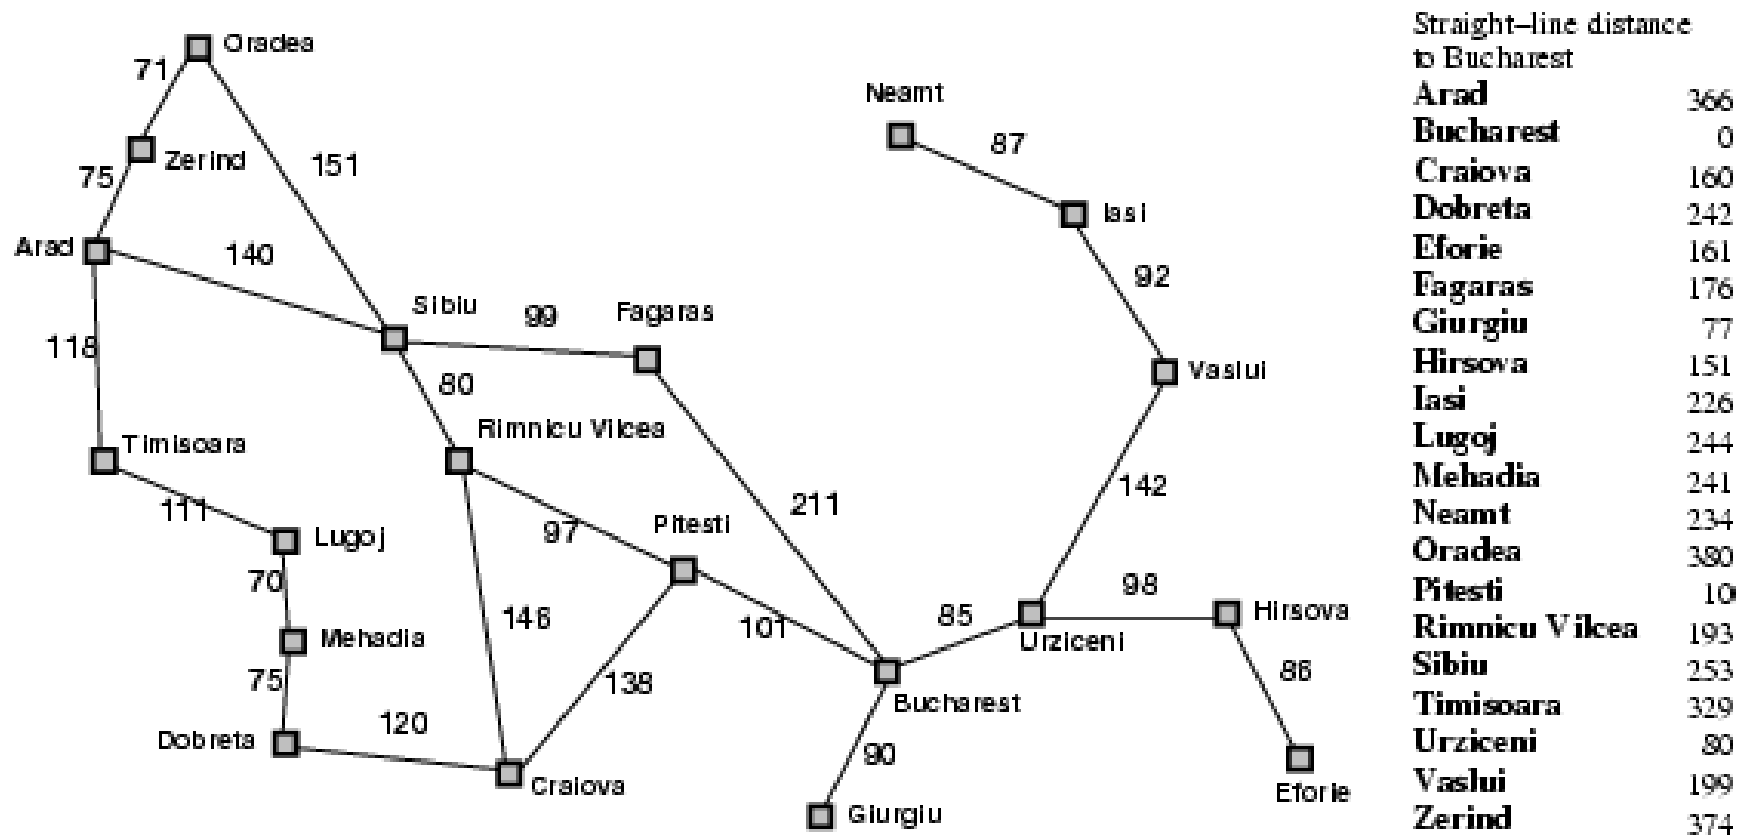 Oradea
71
Neamt
87
Zerind
151
75
Iasi
Arad
140
92
Sibiu
99
Fagaras
118
80
Vaslui
Rimnicu Vilcea
Timisoara
142
111
211
Lugoj
97
Pitesti
70
98
146
85
Hirsova
Mehadia
101
Urziceni
138
86
75
Bucharest
120
Dobreta
90
Craiova
Eforie
Giurgiu
Straight–line distance
to Bucharest
Arad 366
Bucharest 0
Craiova 160
Dobreta 242
Eforie 161
Fagaras 176
Giurgiu 77
Hirsova 151
Iasi 226
Lugoj 244
Mehadia 241
Neamt 234
Oradea 380
Pitesti 10
Rimnicu Vilcea 193
Sibiu 253
Timisoara 329
Urziceni 80
Vaslui 199
Zerind 374